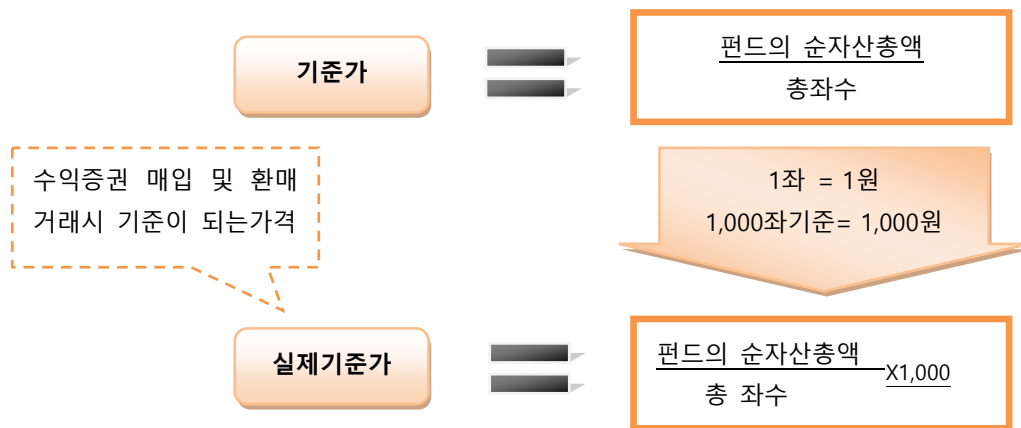 기준가
펀드의 순자산총액
총좌수
수익증권 매입 및 환매
거래시 기준이 되는가격
1좌 = 1원
1,000좌기준= 1,000원
실제기준가
펀드의 순자산총액
X1,000
총 좌수